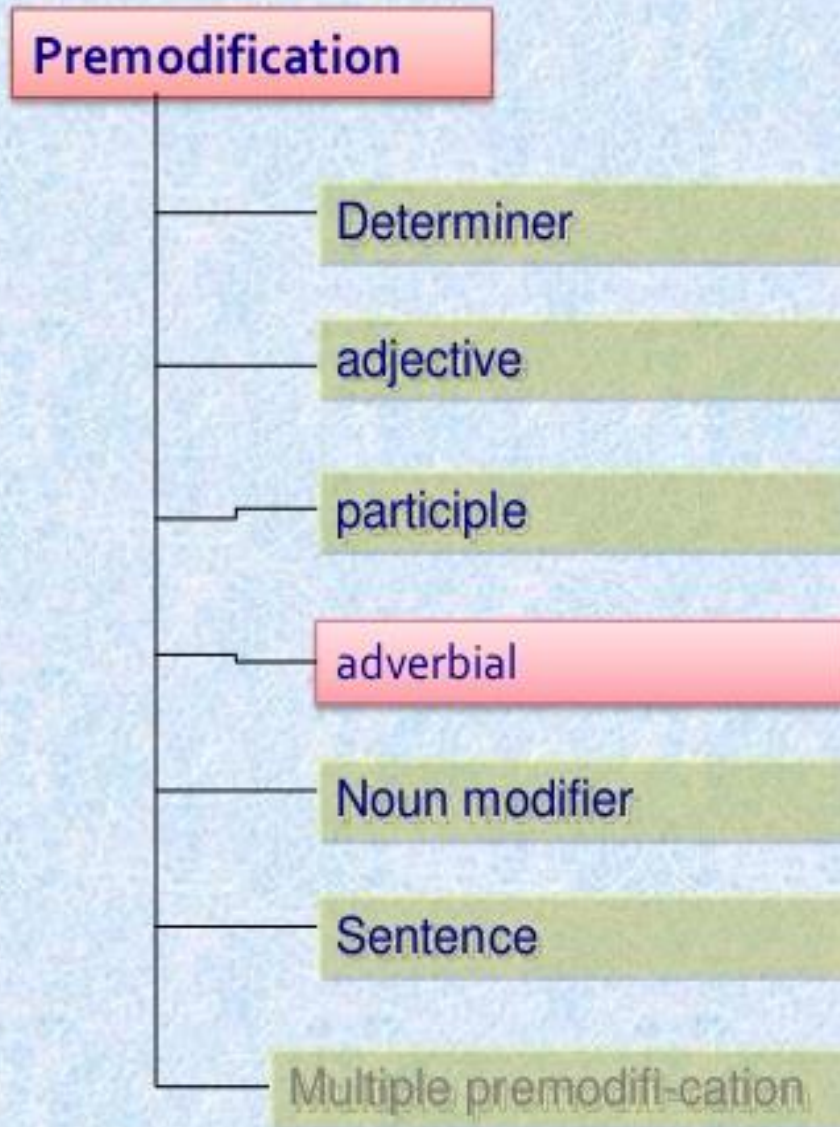 Premodification
Determiner
adjective
participle
adverbial
Noun modifier
Sentence
Multiple premodifi-cation